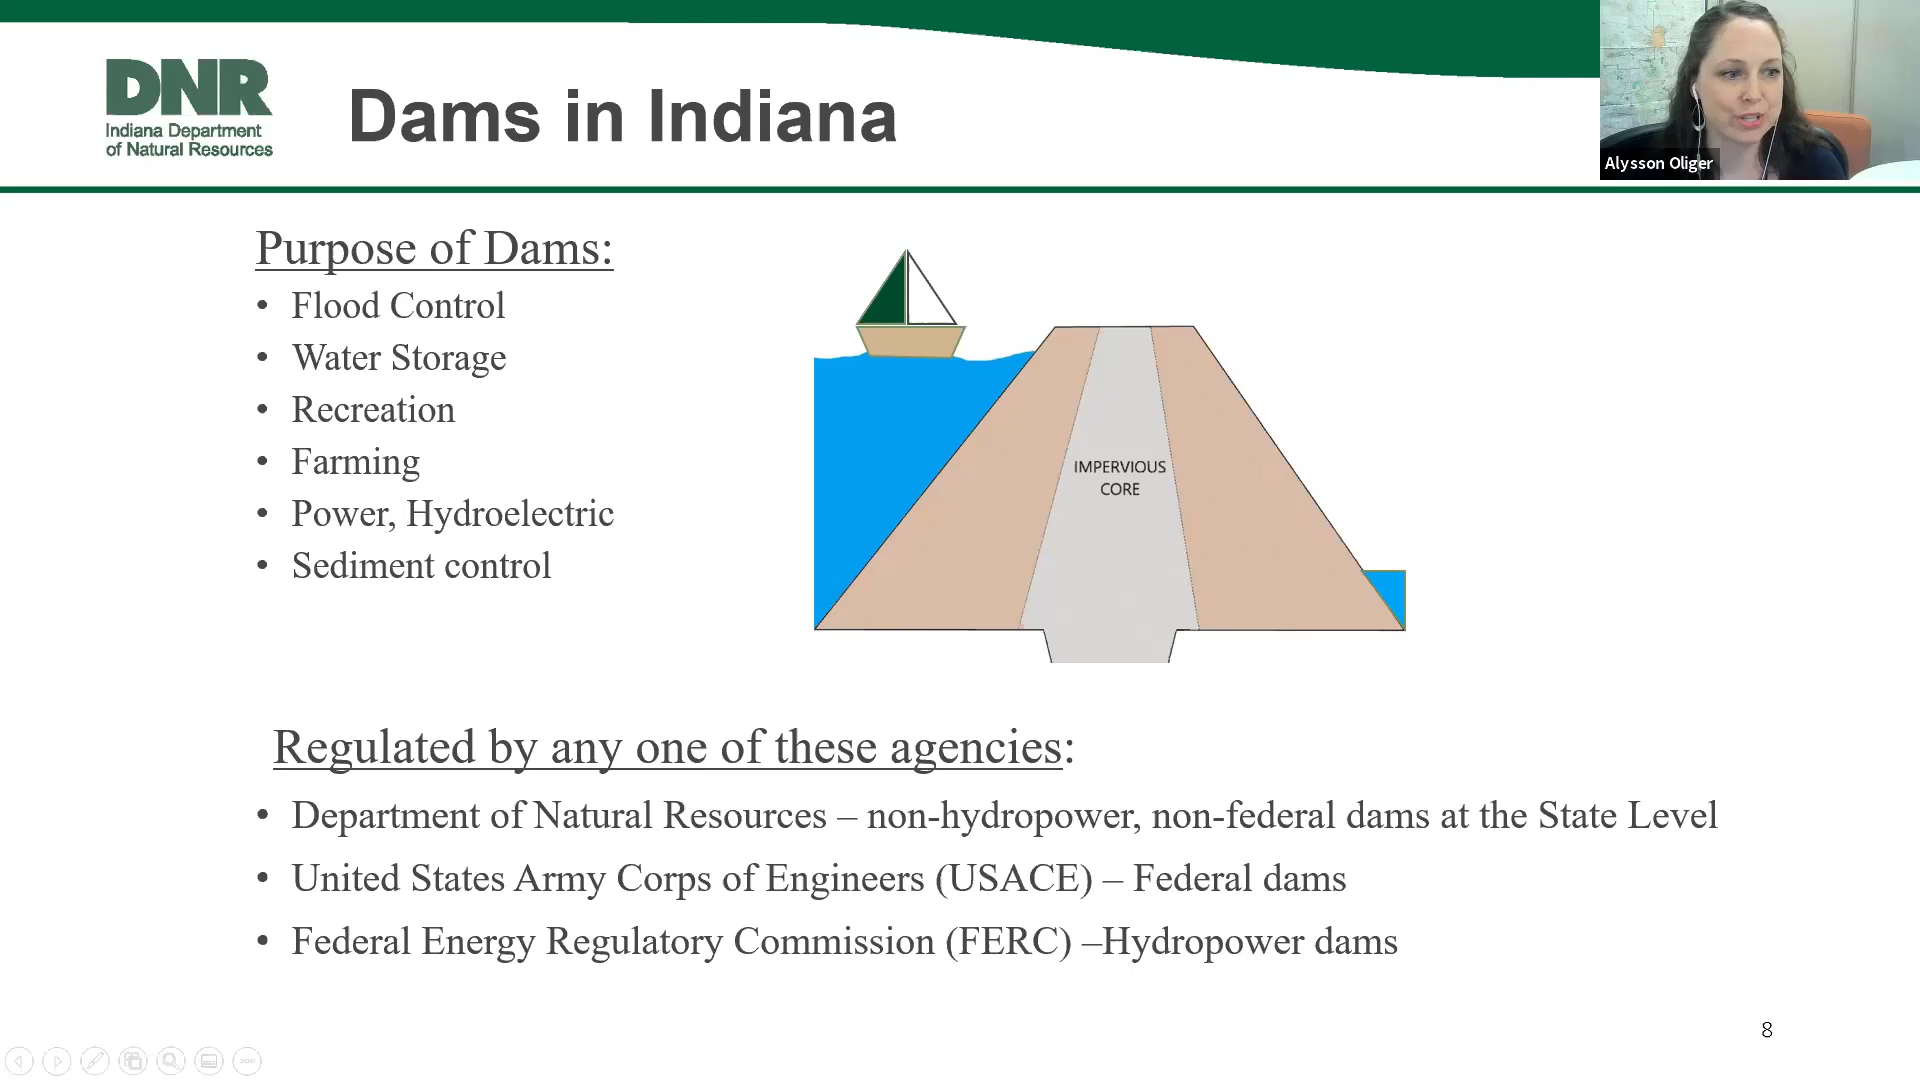 DNR
Indiana Department
of Natural Resources
Dams in Indiana
Alysson Oliger
Purpose of Dams:
• Flood Control
• Water Storage
• Recreation
• Farming
• Power, Hydroelectric
• Sediment control
IMPERVIOUS
CORE
Regulated by any one of these agencies:
• Department of Natural Resources – non-hydropower, non-federal dams at the State Level
• United States Army Corps of Engineers (USACE) – Federal dams
• Federal Energy Regulatory Commission (FERC) –Hydropower dams
8